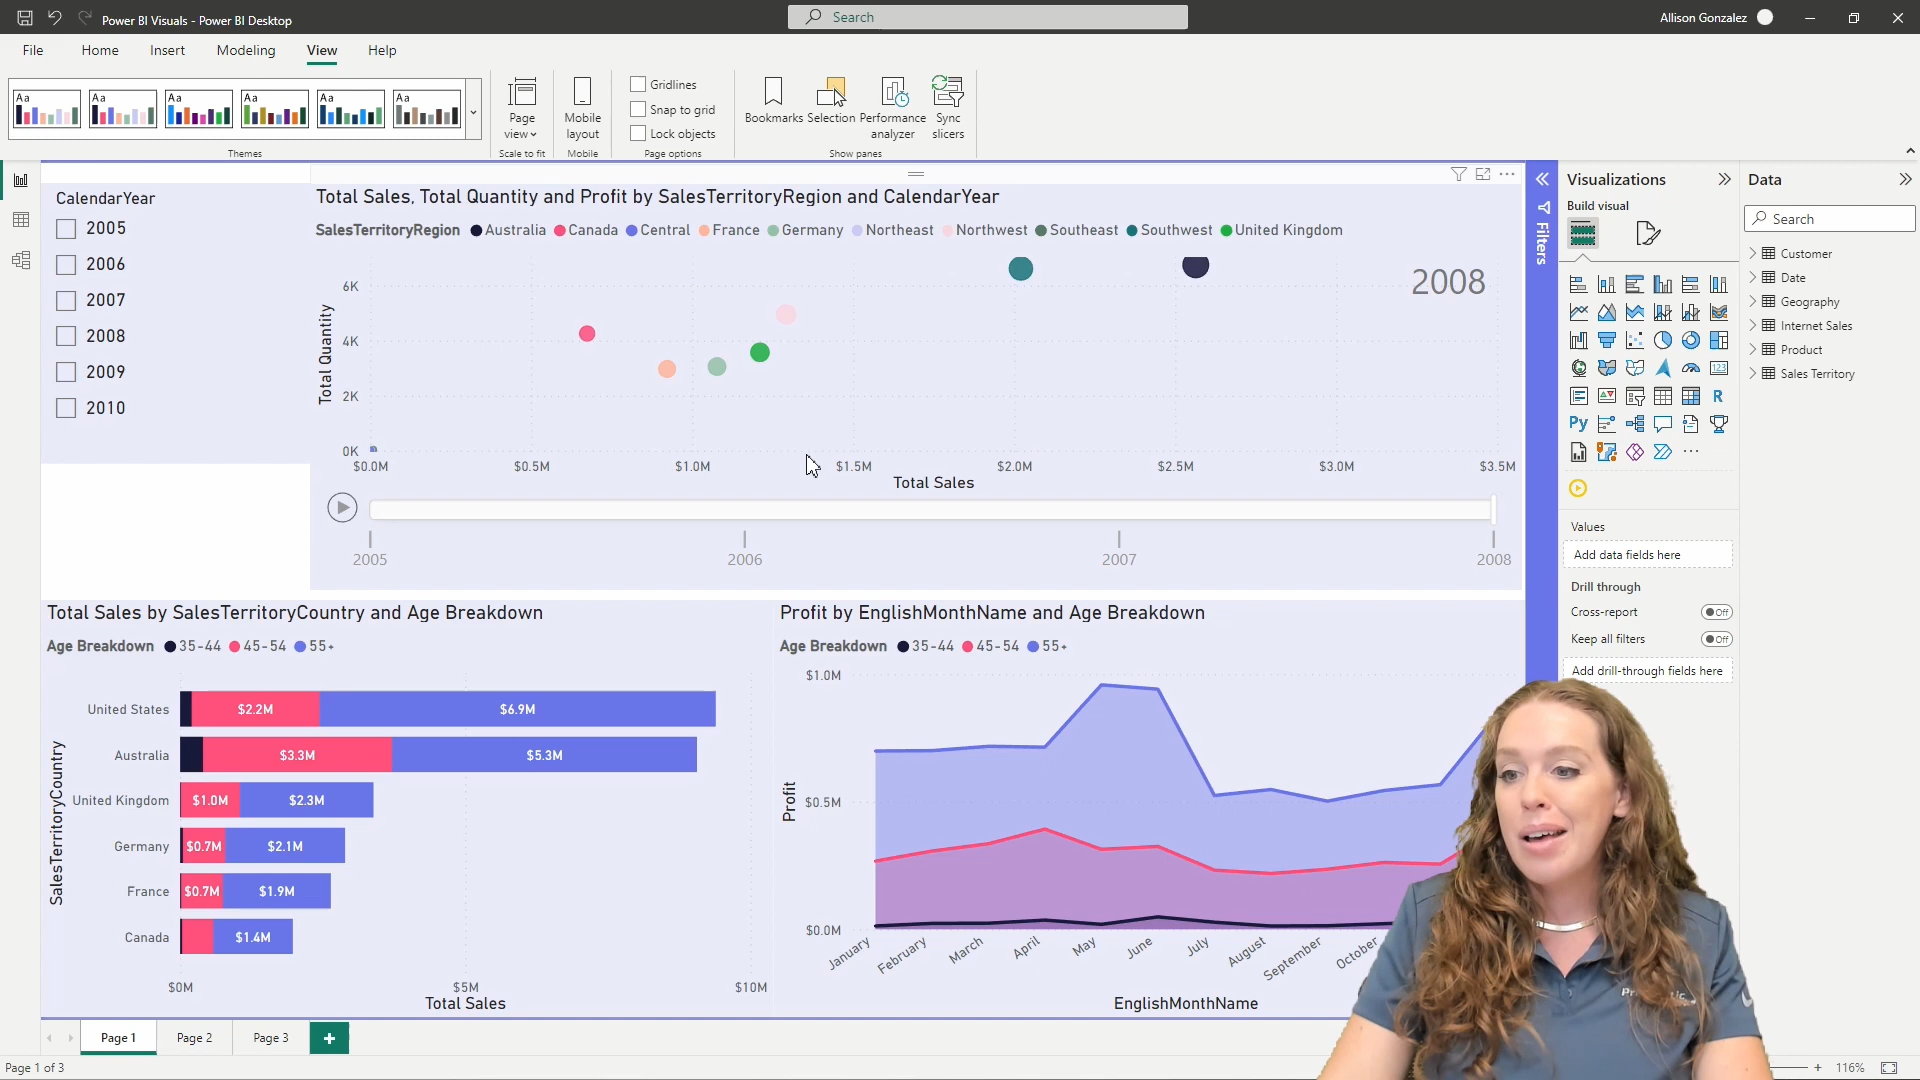 Power BI Visuals - Power BI Desktop
Search
Allison Gonzalez
File
Home
Insert
Modeling
View
Help
Aa
Aa
Aa
Aa
Aa
Aa
Themes
Page view
Scale to fit
Mobile layout
Mobile
Gridlines
Snap to grid
Lock objects
Page options
Bookmarks
Selection
Performance analyzer
Sync slicers
Show panes
CalendarYear
2005
2006
2007
2008
2009
2010
Total Sales, Total Quantity and Profit by SalesTerritoryRegion and CalendarYear
SalesTerritoryRegion Australia Canada Central France Germany Northeast Northwest Southeast Southwest United Kingdom
2008
Total Quantity
6K
4K
2K
0K
$0.0M $0.5M $1.0M $1.5M $2.0M $2.5M $3.0M $3.5M
Total Sales
2005 2006 2007 2008
Total Sales by SalesTerritoryCountry and Age Breakdown
Age Breakdown 35-44 45-54 55+
SalesTerritoryCountry
United States $2.2M $6.9M
Australia $3.3M $5.3M
United Kingdom $1.0M $2.3M
Germany $0.7M $2.1M
France $0.7M $1.9M
Canada $1.4M
$0M $5M $10M
Total Sales
Profit by EnglishMonthName and Age Breakdown
Age Breakdown 35-44 45-54 55+
Profit
$1.0M
$0.5M
$0.0M
January February March April May June July August September October
EnglishMonthName
Filters
Visualizations
Build visual
123
R
Py
Values
Add data fields here
Drill through
Cross-report
Off
Keep all filters
Off
Add drill-through fields here
Data
Search
Customer
Date
Geography
Internet Sales
Product
Sales Territory
Page 1
Page 2
Page 3
Page 1 of 3
116%